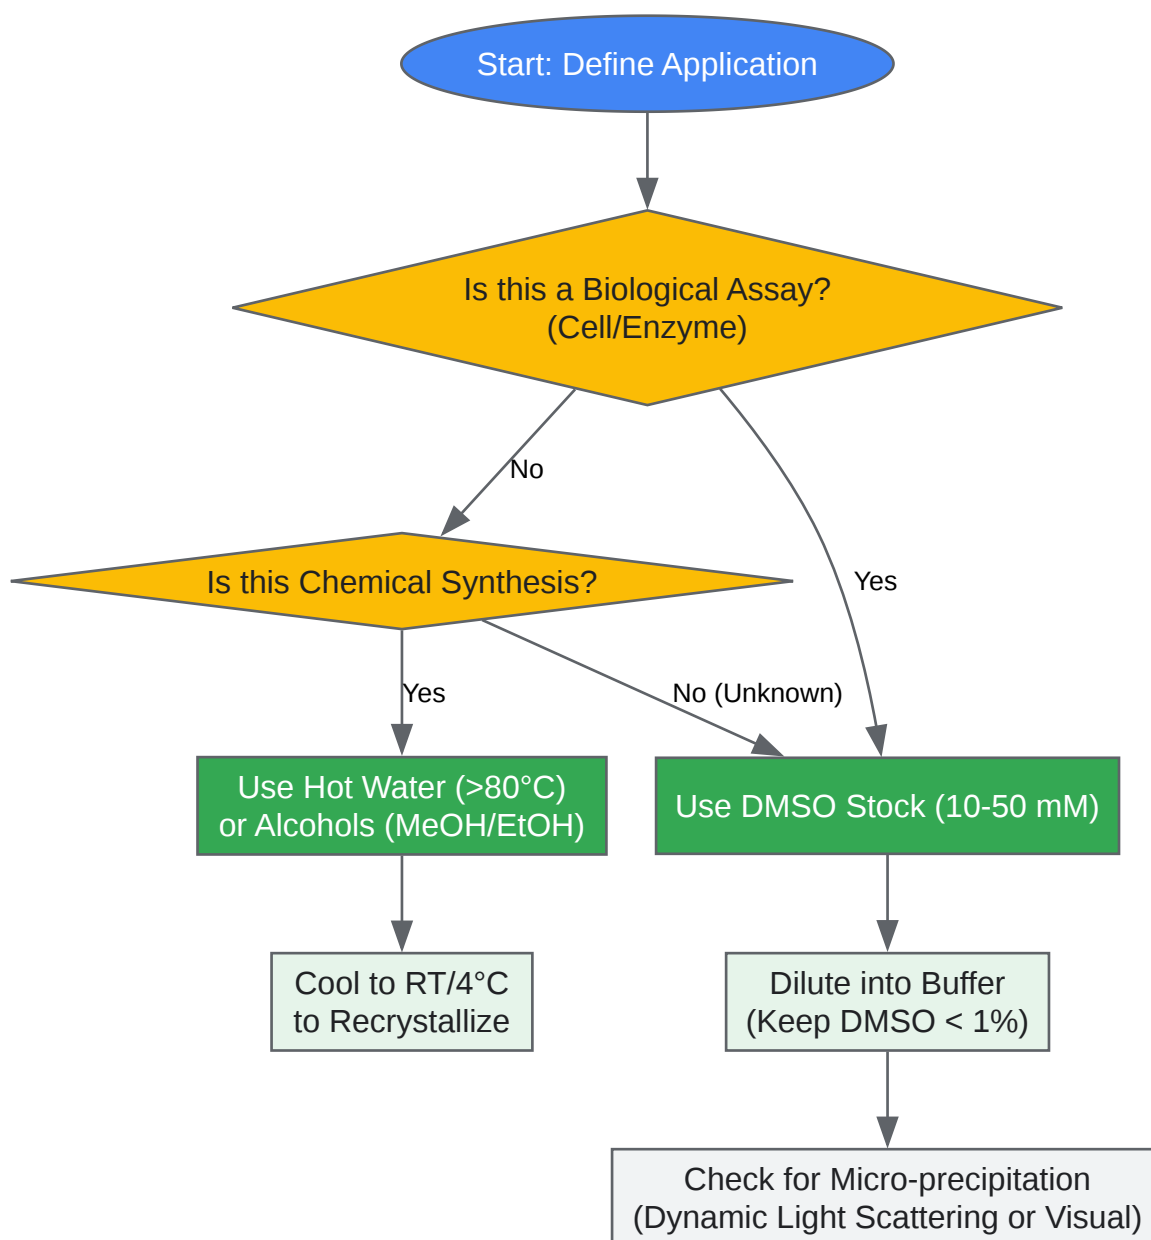 Start: Define Application
Is this a Biological Assay?
(Cell/Enzyme)
No
Is this Chemical Synthesis?
Yes
Yes
No (Unknown)
Use Hot Water (>80°C)
or Alcohols (MeOH/EtOH)
Use DMSO Stock (10-50 mM)
Cool to RT/4°C
to Recrystallize
Dilute into Buffer
(Keep DMSO < 1%)
Check for Micro-precipitation
(Dynamic Light Scattering or Visual)